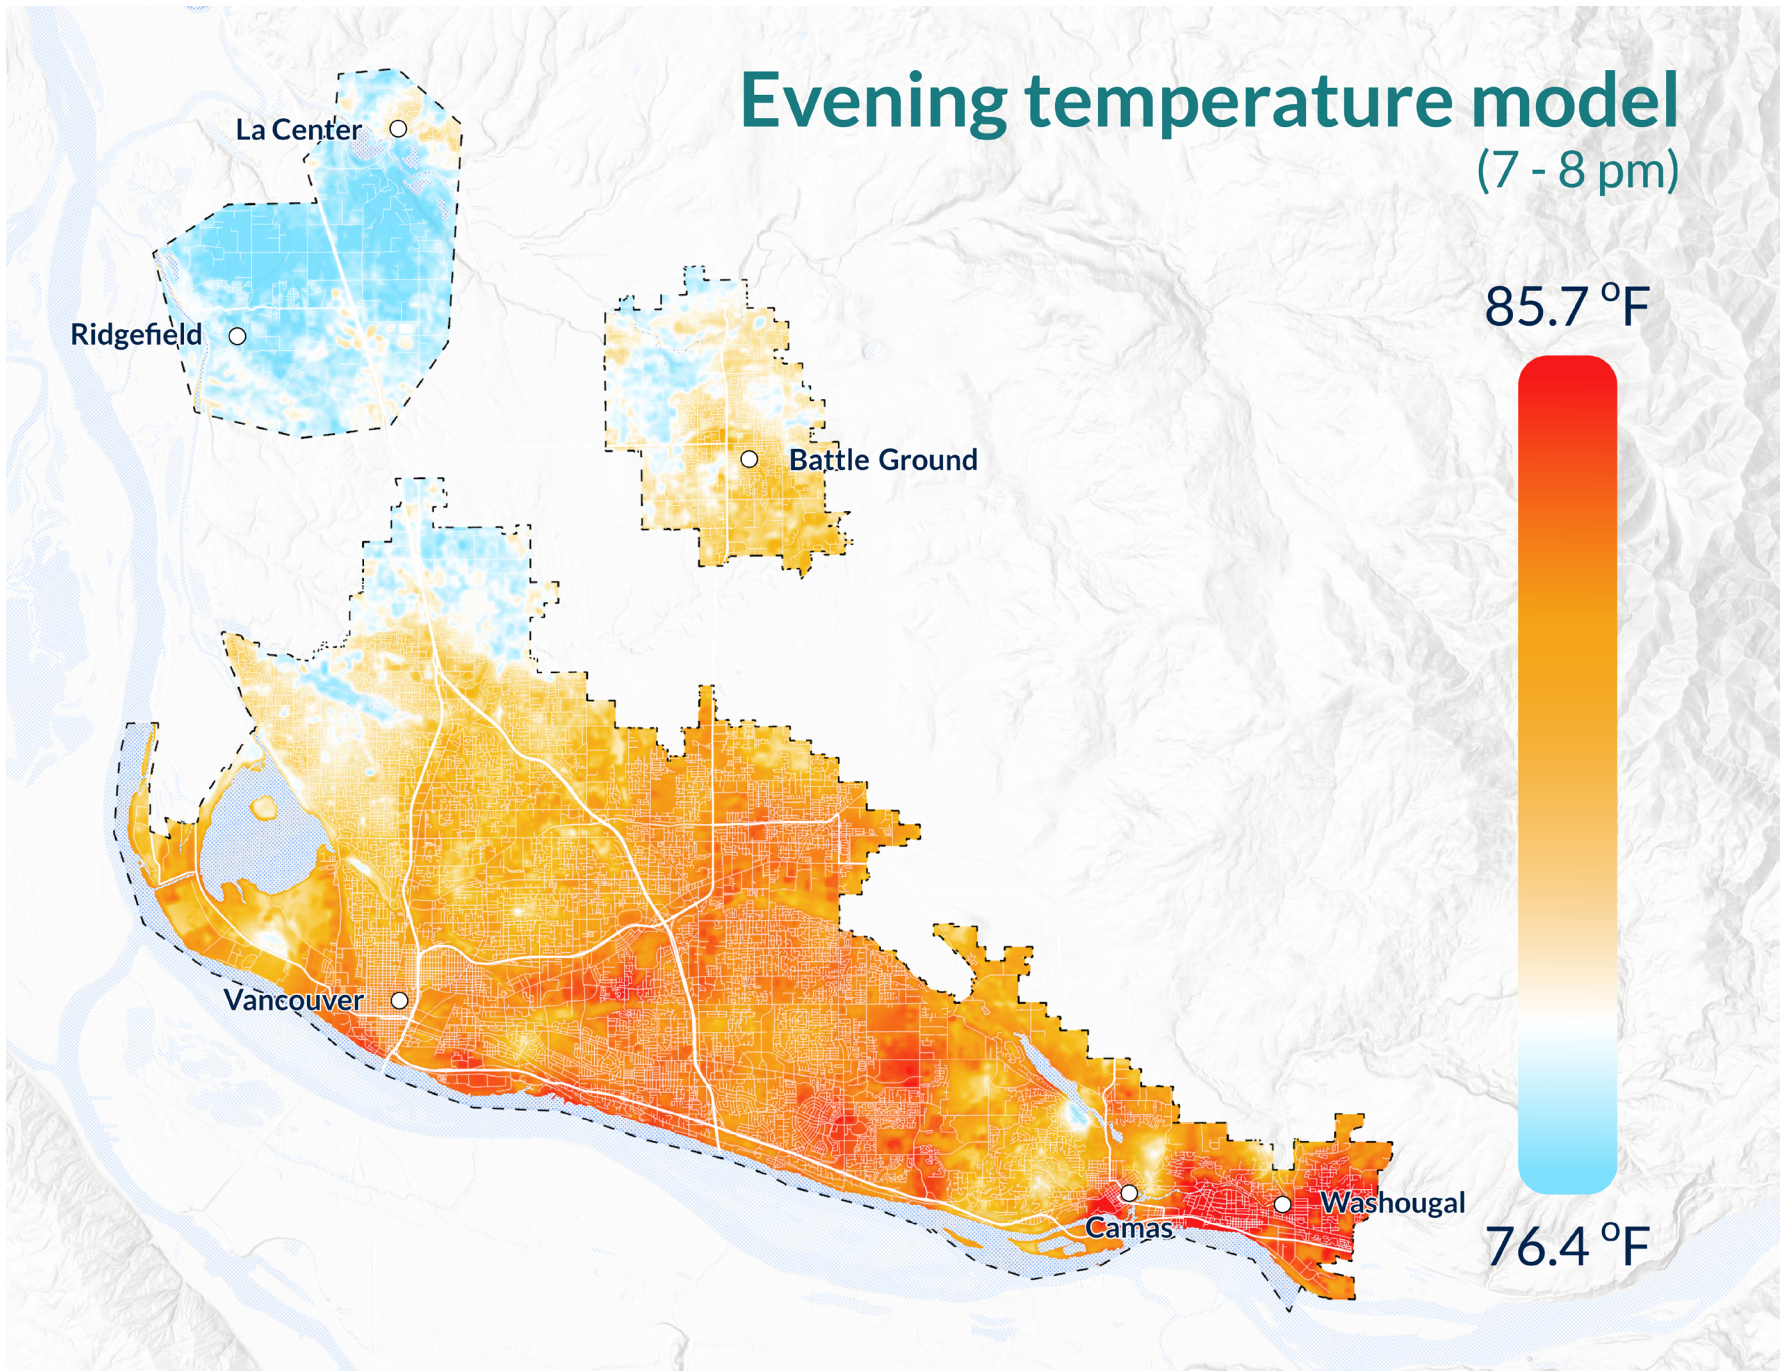 Evening temperature model
(7 - 8 pm)
La Center
Ridgefield
85.7 °F
Battle Ground
Vancouver
Washougal
Camas
76.4 °F